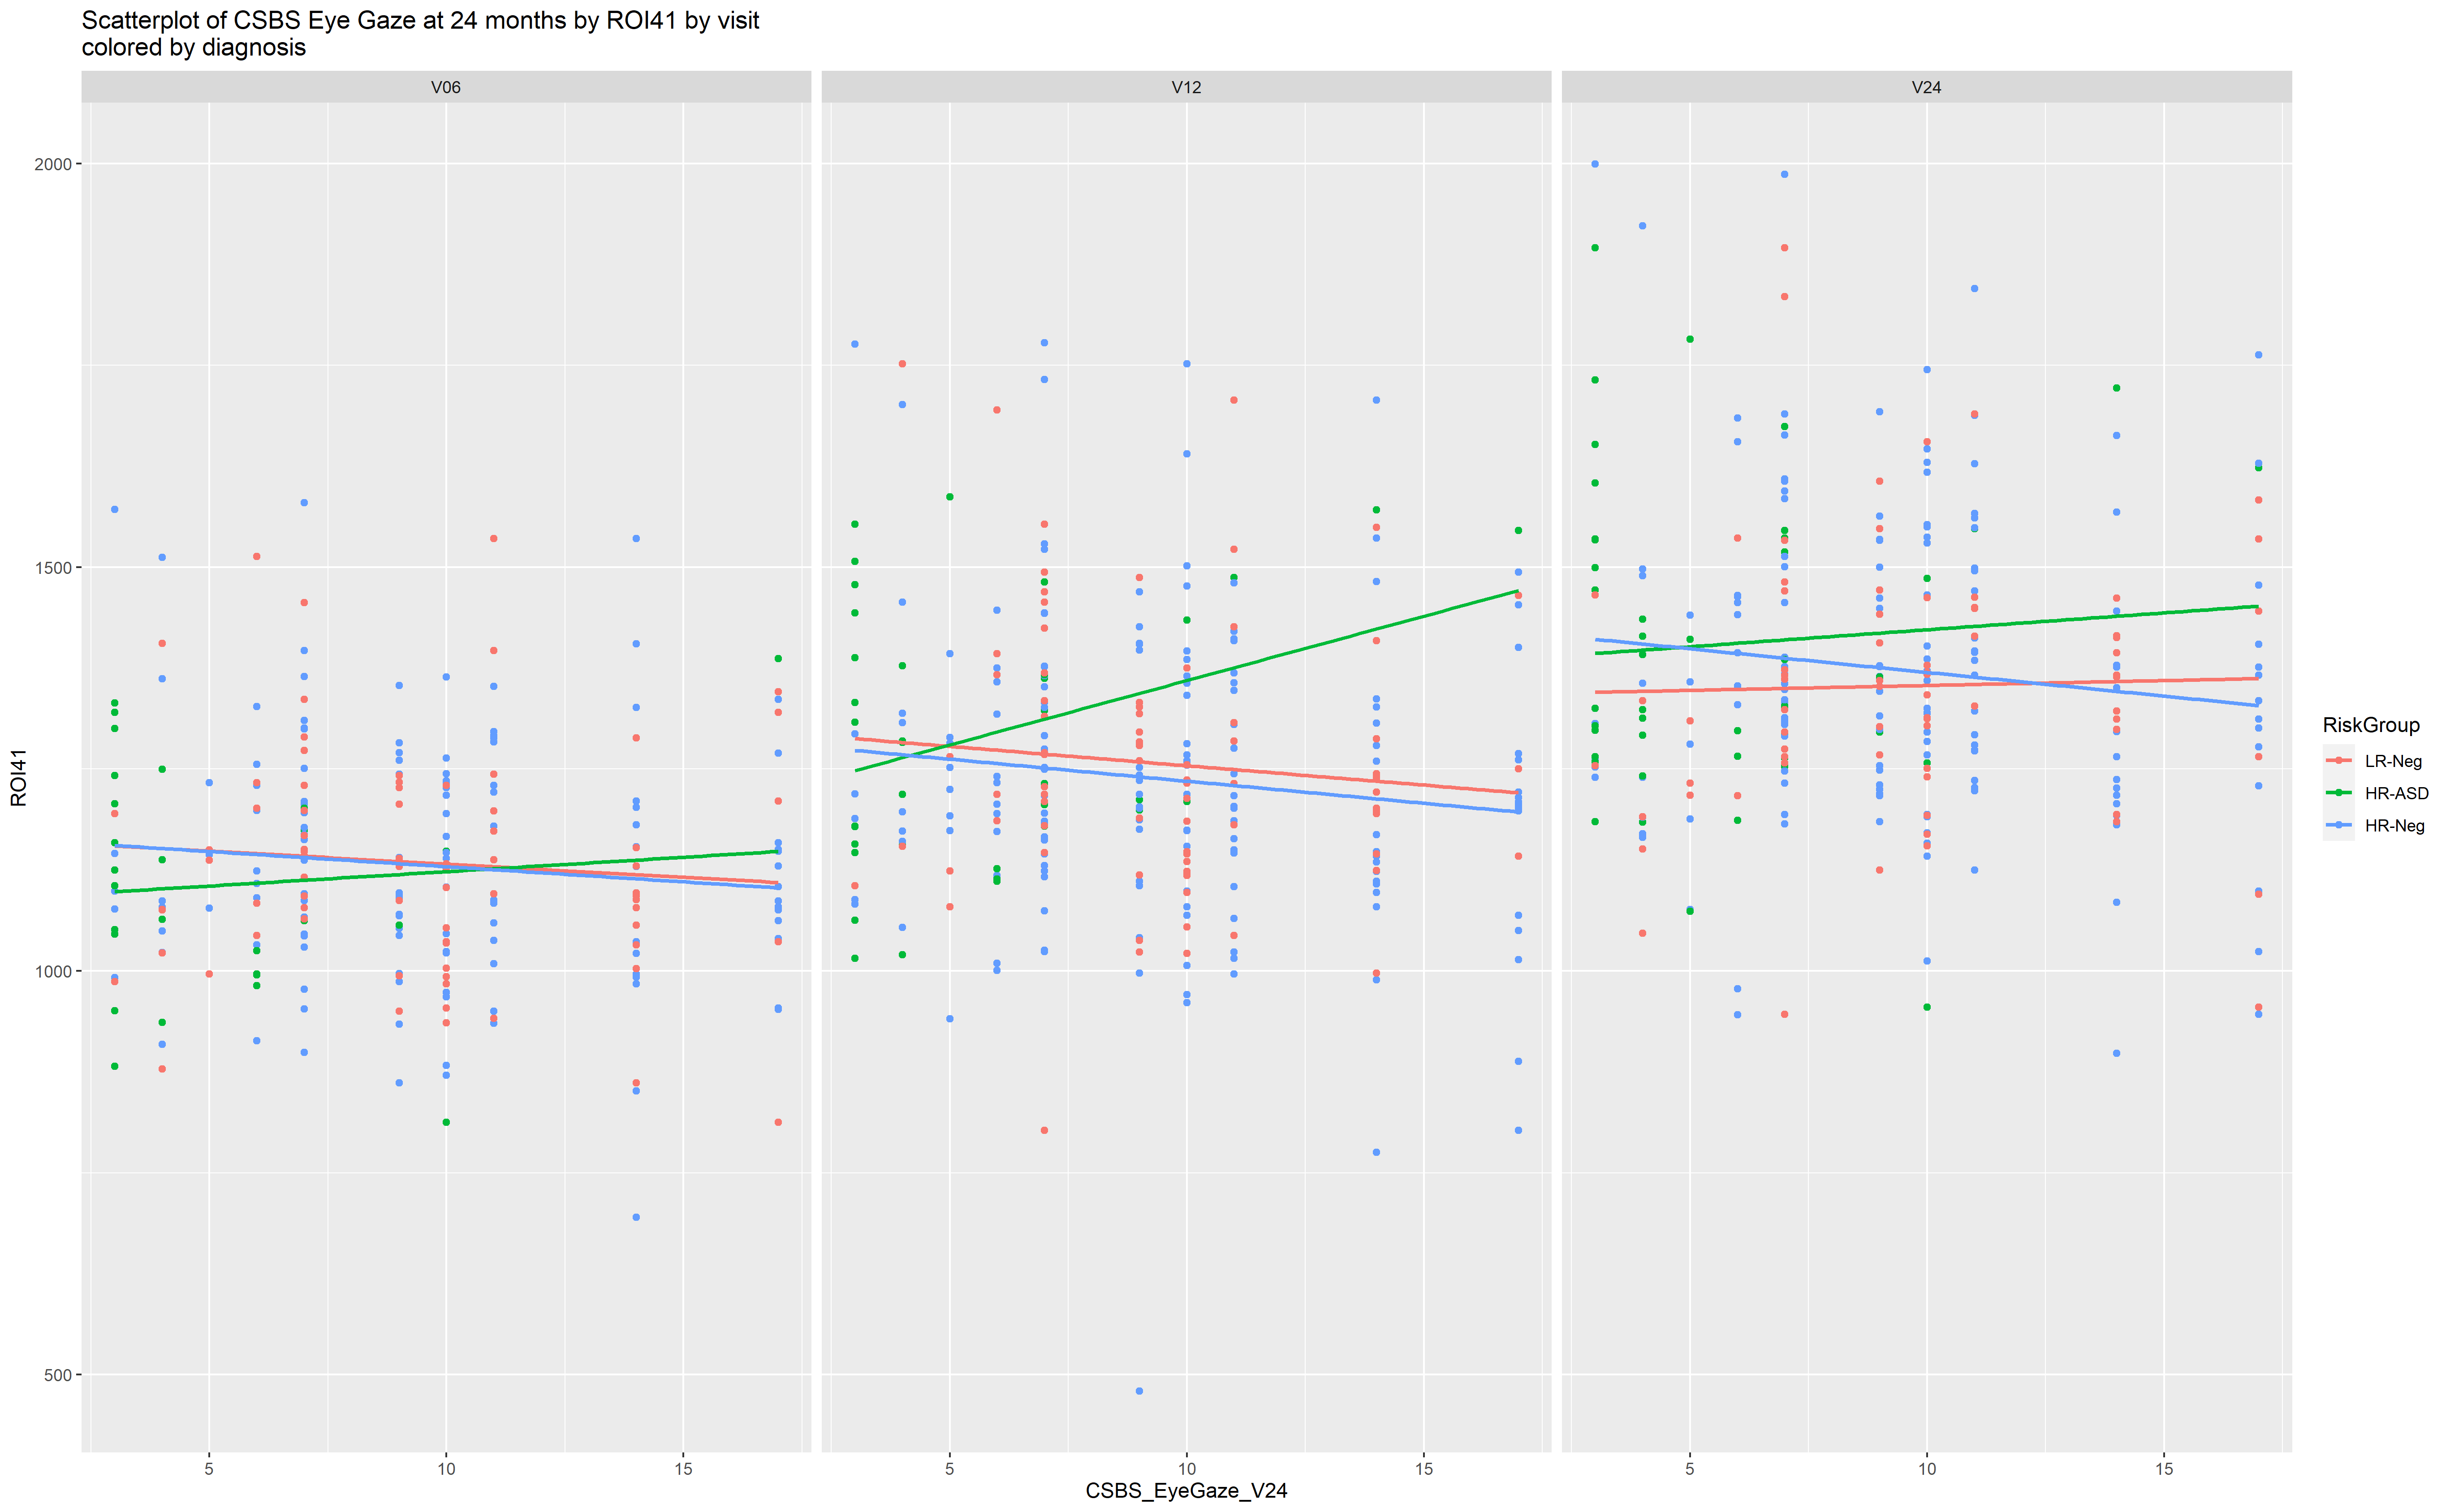 Scatterplot of CSBS Eye Gaze at 24 months by ROI41 by visit
colored by diagnosis
V06
V12
V24
2000
1500
1000
500
ROI41
5
10
15
5
10
15
5
10
15
CSBS_EyeGaze_V24
RiskGroup
LR-Neg
HR-ASD
HR-Neg